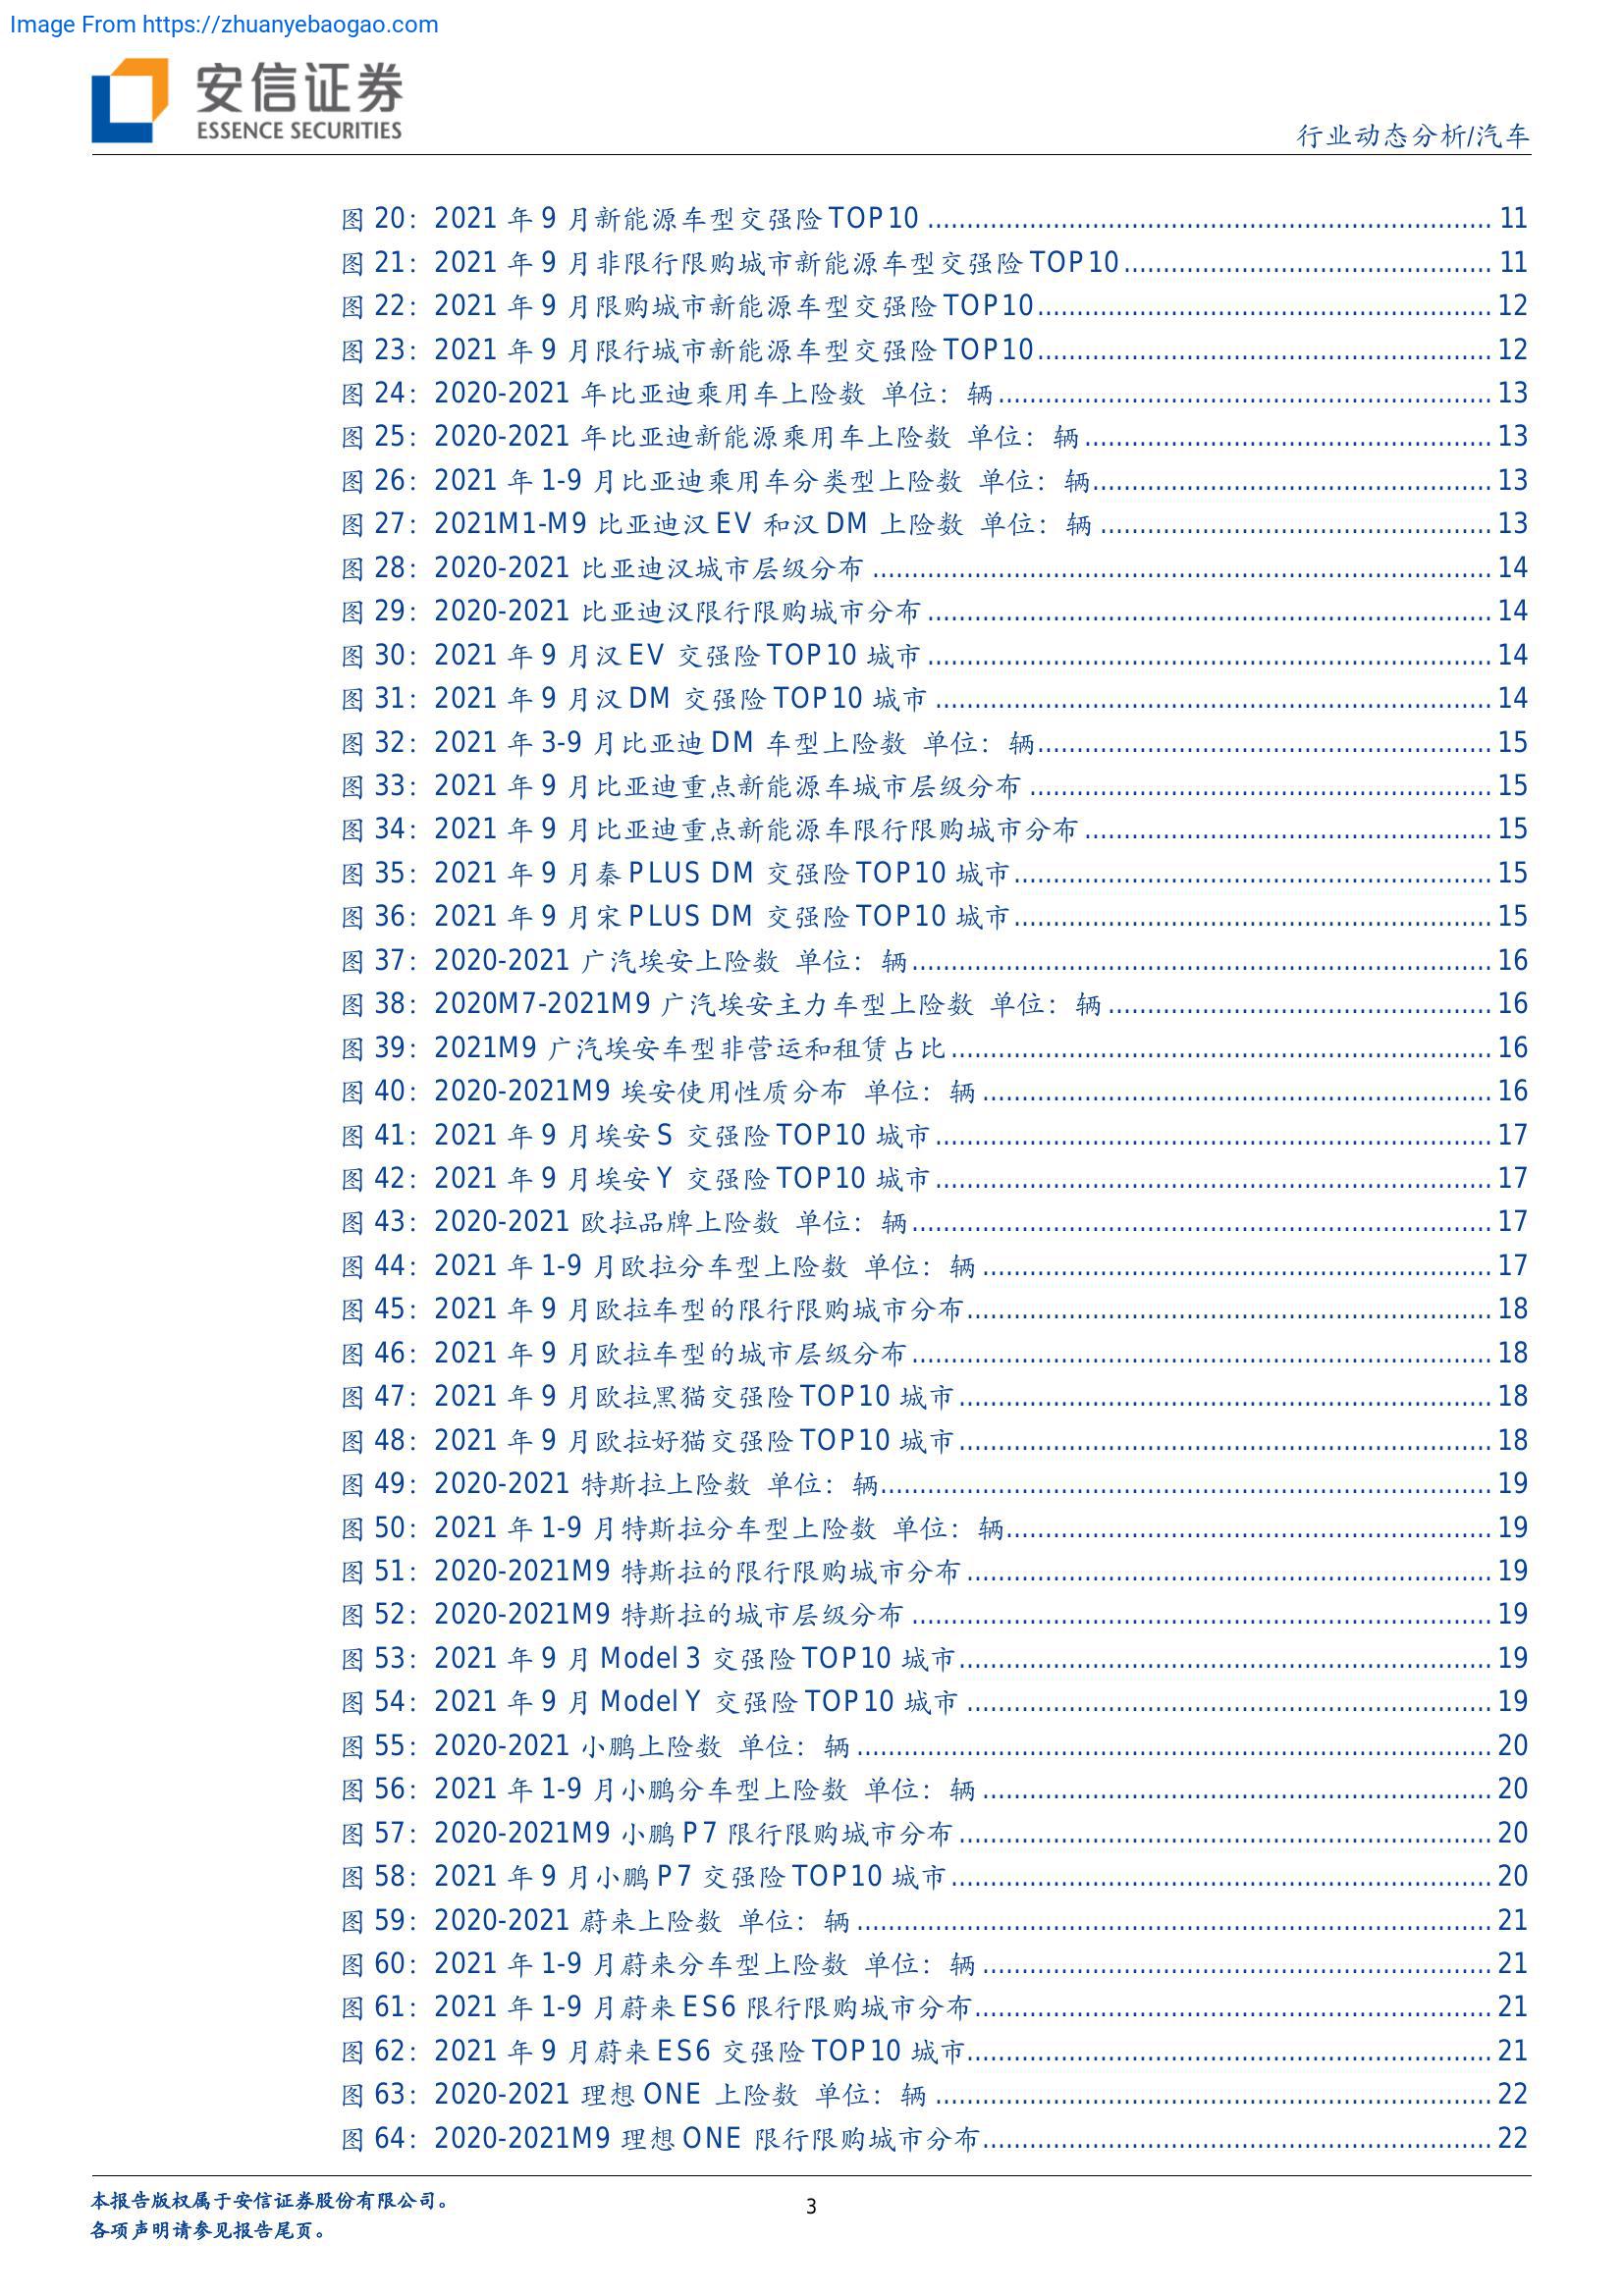 Image From https://zhuanyebaogao.com
安信证券
ESSENCE SECURITIES
行业动态分析/汽车
图 20：2021 年 9 月新能源车型交强险 TOP10 ........ 11
图 21：2021 年 9 月非限行限购城市新能源车型交强险 TOP10 ........ 11
图 22：2021 年 9 月限购城市新能源车型交强险 TOP10 ........ 12
图 23：2021 年 9 月限行城市新能源车型交强险 TOP10 ........ 12
图 24：2020-2021 年比亚迪乘用车上险数 单位：辆 ........ 13
图 25：2020-2021 年比亚迪新能源乘用车上险数 单位：辆 ........ 13
图 26：2021 年 1-9 月比亚迪乘用车分类型上险数 单位：辆 ........ 13
图 27：2021M1-M9 比亚迪汉 EV 和汉 DM 上险数 单位：辆 ........ 13
图 28：2020-2021 比亚迪汉城市层级分布 ........ 14
图 29：2020-2021 比亚迪汉限行限购城市分布 ........ 14
图 30：2021 年 9 月汉 EV 交强险 TOP10 城市 ........ 14
图 31：2021 年 9 月汉 DM 交强险 TOP10 城市 ........ 14
图 32：2021 年 3-9 月比亚迪 DM 车型上险数 单位：辆 ........ 15
图 33：2021 年 9 月比亚迪重点新能源车城市层级分布 ........ 15
图 34：2021 年 9 月比亚迪重点新能源车限行限购城市分布 ........ 15
图 35：2021 年 9 月秦 PLUS DM 交强险 TOP10 城市 ........ 15
图 36：2021 年 9 月宋 PLUS DM 交强险 TOP10 城市 ........ 15
图 37：2020-2021 广汽埃安上险数 单位：辆 ........ 16
图 38：2020M7-2021M9 广汽埃安主力车型上险数 单位：辆 ........ 16
图 39：2021M9 广汽埃安车型非营运和租赁占比 ........ 16
图 40：2020-2021M9 埃安使用性质分布 单位：辆 ........ 16
图 41：2021 年 9 月埃安 S 交强险 TOP10 城市 ........ 17
图 42：2021 年 9 月埃安 Y 交强险 TOP10 城市 ........ 17
图 43：2020-2021 欧拉品牌上险数 单位：辆 ........ 17
图 44：2021 年 1-9 月欧拉分车型上险数 单位：辆 ........ 17
图 45：2021 年 9 月欧拉车型的限行限购城市分布 ........ 18
图 46：2021 年 9 月欧拉车型的城市层级分布 ........ 18
图 47：2021 年 9 月欧拉黑猫交强险 TOP10 城市 ........ 18
图 48：2021 年 9 月欧拉好猫交强险 TOP10 城市 ........ 18
图 49：2020-2021 特斯拉上险数 单位：辆 ........ 19
图 50：2021 年 1-9 月特斯拉分车型上险数 单位：辆 ........ 19
图 51：2020-2021M9 特斯拉的限行限购城市分布 ........ 19
图 52：2020-2021M9 特斯拉的城市层级分布 ........ 19
图 53：2021 年 9 月 Model 3 交强险 TOP10 城市 ........ 19
图 54：2021 年 9 月 Model Y 交强险 TOP10 城市 ........ 19
图 55：2020-2021 小鹏上险数 单位：辆 ........ 20
图 56：2021 年 1-9 月小鹏分车型上险数 单位：辆 ........ 20
图 57：2020-2021M9 小鹏 P7 限行限购城市分布 ........ 20
图 58：2021 年 9 月小鹏 P7 交强险 TOP10 城市 ........ 20
图 59：2020-2021 蔚来上险数 单位：辆 ........ 21
图 60：2021 年 1-9 月蔚来分车型上险数 单位：辆 ........ 21
图 61：2021 年 1-9 月蔚来 ES6 限行限购城市分布 ........ 21
图 62：2021 年 9 月蔚来 ES6 交强险 TOP10 城市 ........ 21
图 63：2020-2021 理想 ONE 上险数 单位：辆 ........ 22
图 64：2020-2021M9 理想 ONE 限行限购城市分布 ........ 22
本报告版权属于安信证券股份有限公司。
各项声明请参见报告尾页。
3